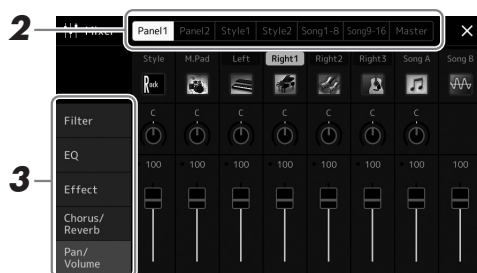 2
Mixer
Panel1 Panel2 Style1 Style2 Song1-8 Song9-16 Master
Style M.Pad Left Right1 Right2 Right3 Song A Song B
Rock
C C C C C C C
100 100 100 100 100 100 100 100
3
Filter
EQ
Effect
Chorus/
Reverb
Pan/
Volume